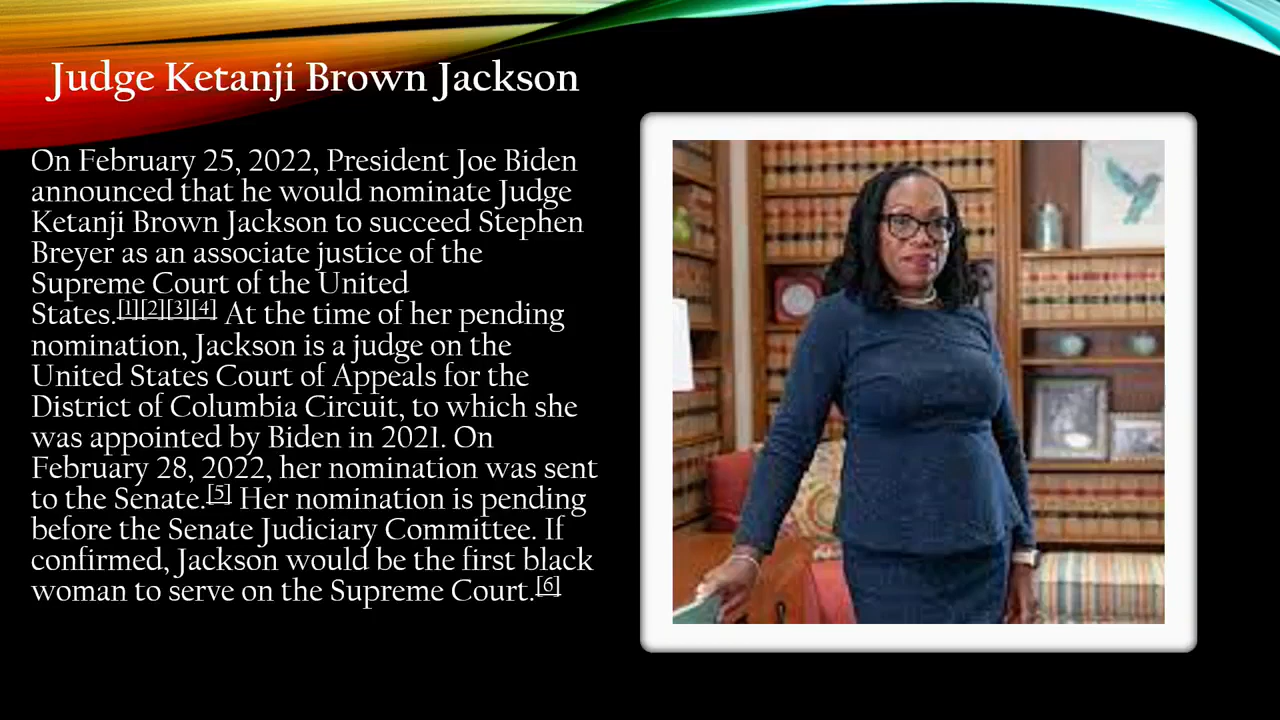 Judge Ketanji Brown Jackson
On February 25, 2022, President Joe Biden
announced that he would nominate Judge
Ketanji Brown Jackson to succeed Stephen
Breyer as an associate justice of the
Supreme Court of the United
States.[1][2][3][4] At the time of her pending
nomination, Jackson is a judge on the
United States Court of Appeals for the
District of Columbia Circuit, to which she
was appointed by Biden in 2021. On
February 28, 2022, her nomination was sent
to the Senate.[5] Her nomination is pending
before the Senate Judiciary Committee. If
confirmed, Jackson would be the first black
woman to serve on the Supreme Court.[6]